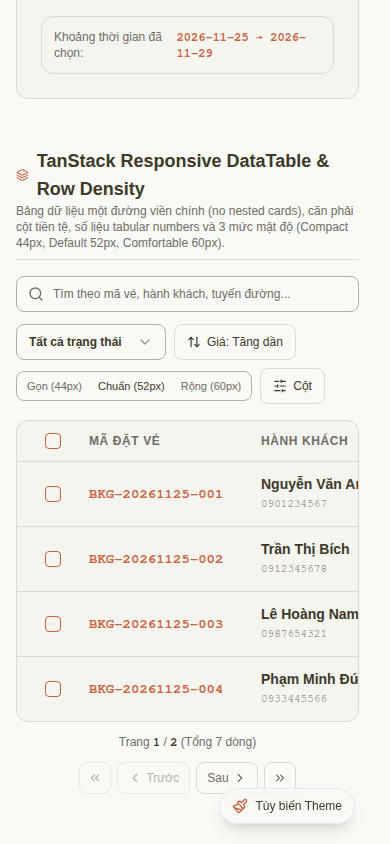 Khoảng thời gian đã chọn:
2026-11-25 → 2026-11-29
TanStack Responsive DataTable &
Row Density
Bảng dữ liệu một đường viền chính (no nested cards), căn phải
cột tiền tệ, số liệu tabular numbers và 3 mức mật độ (Compact
44px, Default 52px, Comfortable 60px).
Tìm theo mã vé, hành khách, tuyến đường...
Tất cả trạng thái
Giá: Tăng dần
Gọn (44px) Chuẩn (52px) Rộng (60px)
Cột
MÃ ĐẶT VÉ HÀNH KHÁCH
BKG-20261125-001 Nguyễn Văn
0901234567
BKG-20261125-002 Trần Thị Bích
0912345678
BKG-20261125-003 Lê Hoàng Nam
0987654321
BKG-20261125-004 Phạm Minh
0933445566
Trang 1 / 2 (Tổng 7 dòng)
« ‹ Trước Sau › »
Tùy biến Theme